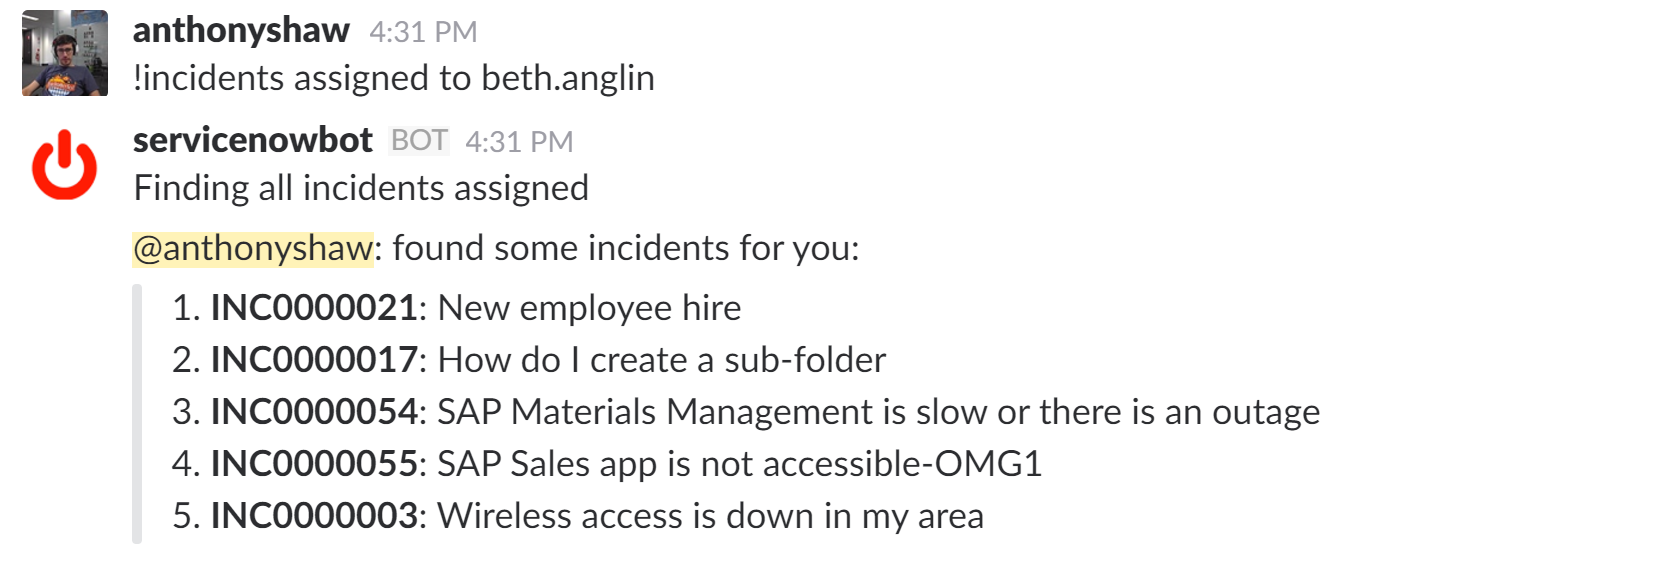 anthonyshaw 4:31 PM
!incidents assigned to beth.anglin
servicenowbot BOT 4:31 PM
Finding all incidents assigned
@anthonyshaw: found some incidents for you:
1. INC0000021: New employee hire
2. INC0000017: How do I create a sub-folder
3. INC0000054: SAP Materials Management is slow or there is an outage
4. INC0000055: SAP Sales app is not accessible-OMG1
5. INC0000003: Wireless access is down in my area